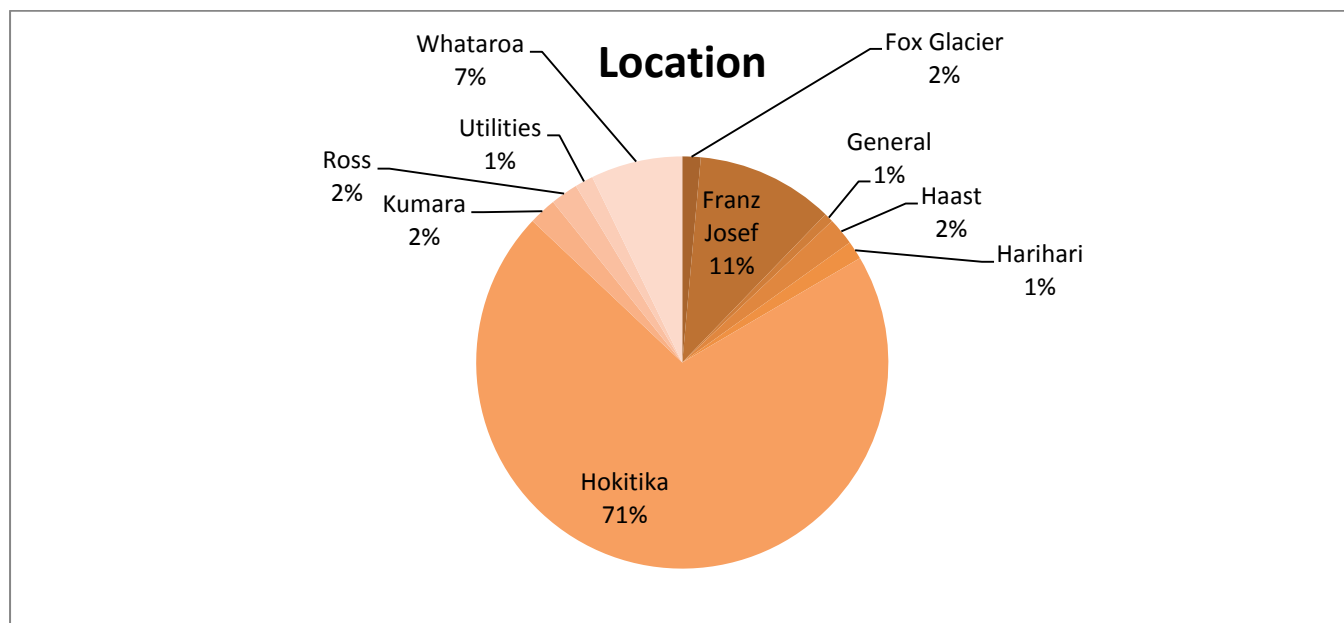 Location
Fox Glacier
2%
Franz
Josef
11%
General
1%
Haast
2%
Harihari
1%
Hokitika
71%
Kumara
2%
Ross
2%
Utilities
1%
Whataroa
7%